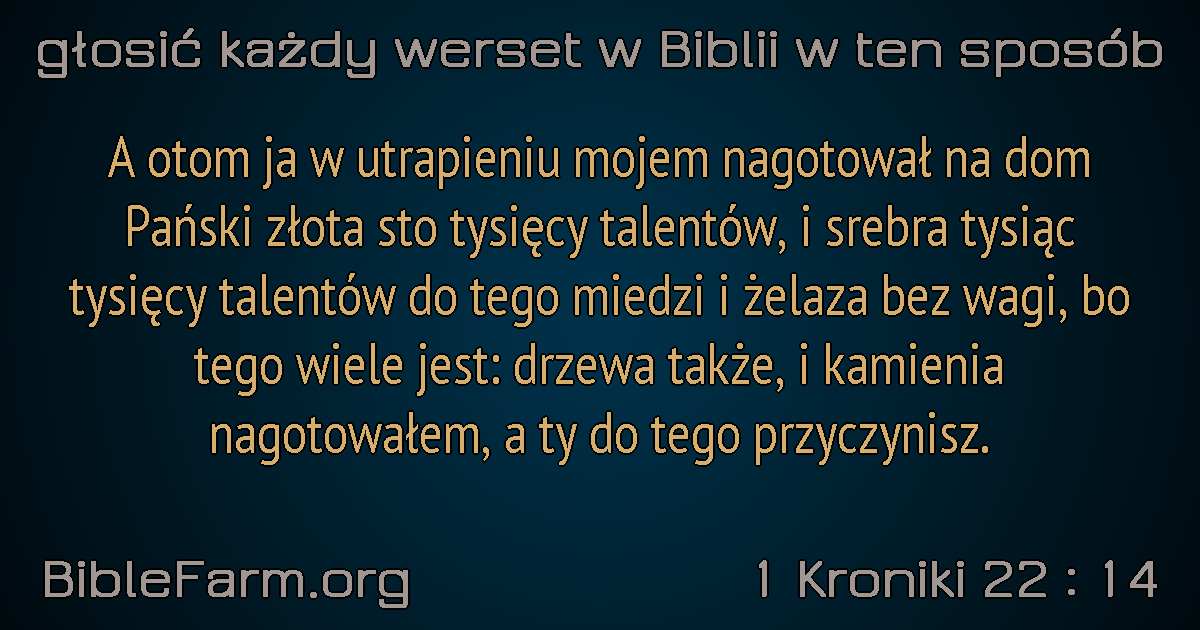 głosić każdy werset w Biblii w ten sposób
A otom ja w utrapieniu mojem nagotował na dom
Pański złota sto tysięcy talentów, i srebra tysiąc
tysięcy talentów do tego miedzi i żelaza bez wagi, bo
tego wiele jest: drzewa także, i kamienia
nagotowałem, a ty do tego przyczynisz.
BibleFarm.org
1 Kroniki 22 : 14